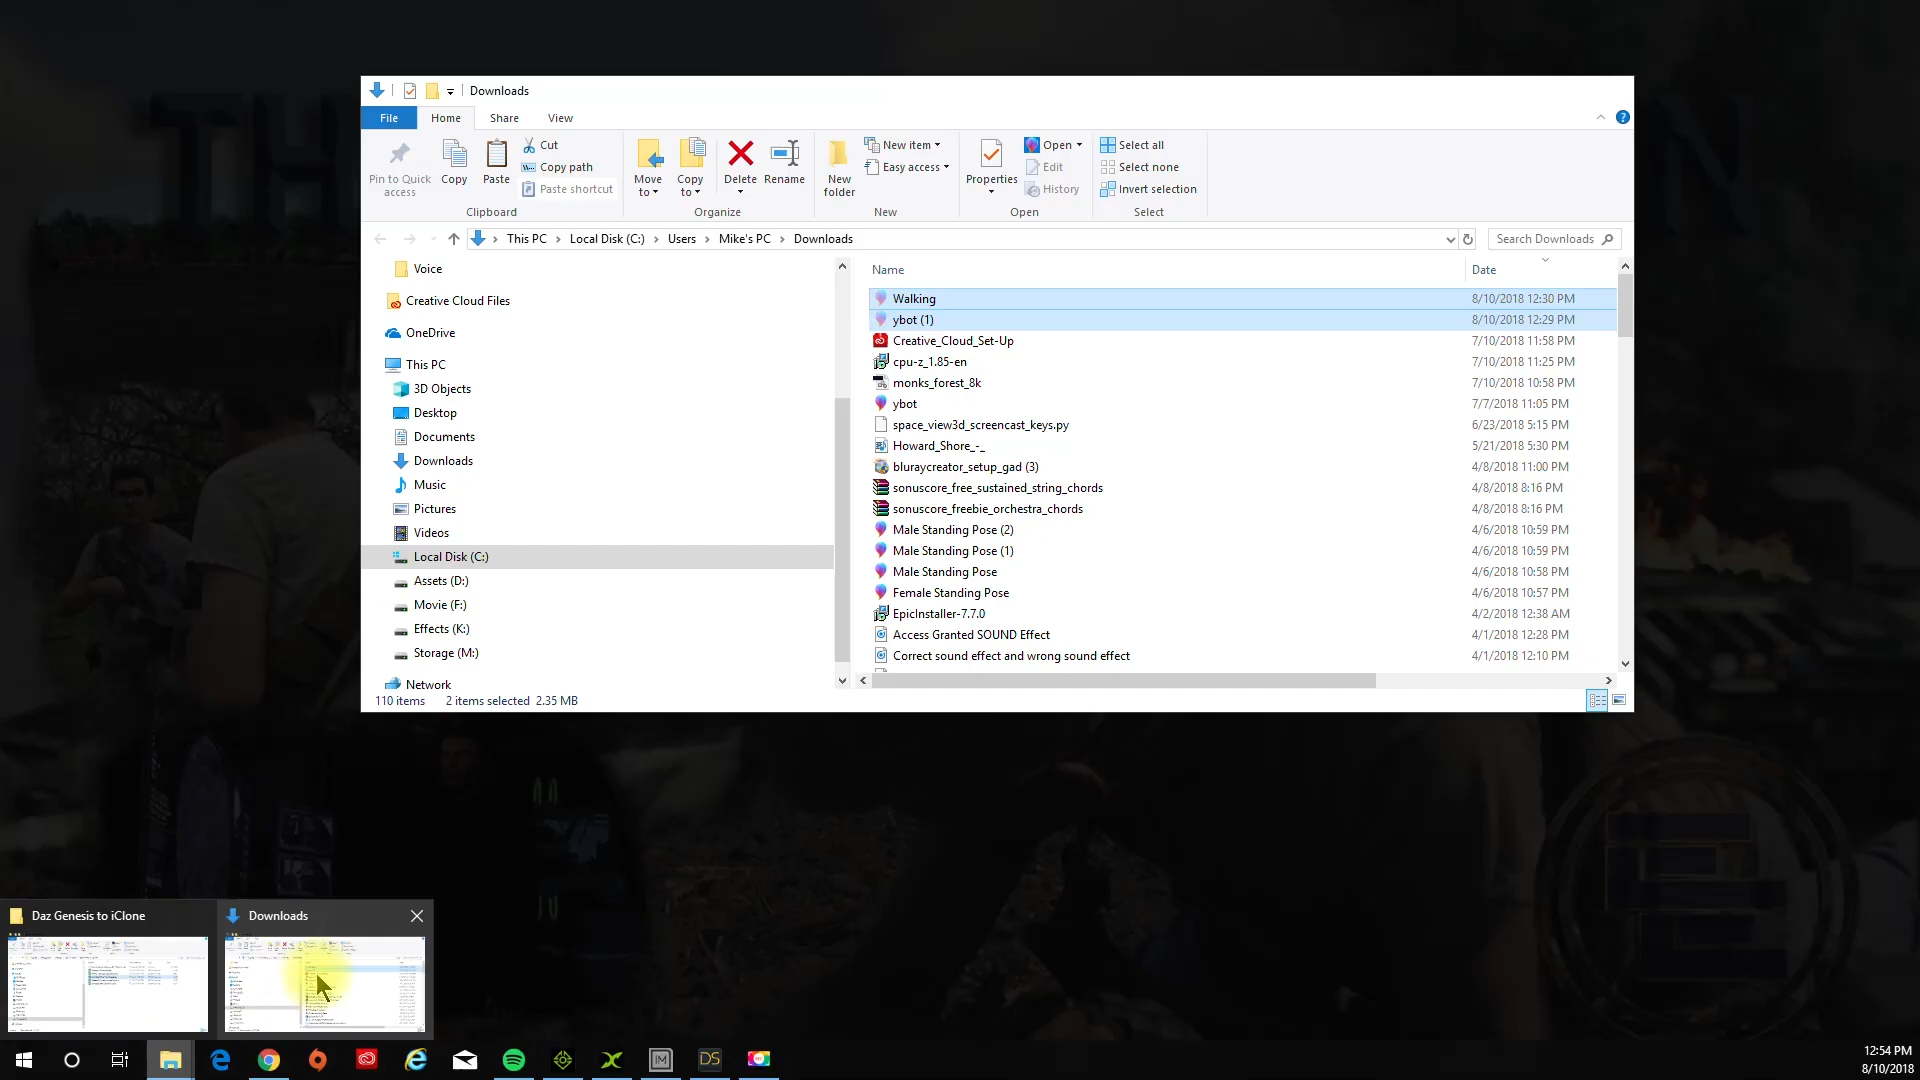 Downloads
File Home Share View
Pin to Quick access
Copy
Paste
Cut
Copy path
Paste shortcut
Clipboard
Move to
Copy to
Delete
Rename
Organize
New folder
New item
Easy access
New
Properties
Open
Edit
History
Open
Select all
Select none
Invert selection
Select
This PC Local Disk (C:) Users Mike's PC Downloads
Search Downloads
Voice
Creative Cloud Files
OneDrive
This PC
3D Objects
Desktop
Documents
Downloads
Music
Pictures
Videos
Local Disk (C:)
Assets (D:)
Movie (F:)
Effects (K:)
Storage (M:)
Network
Name Date
Walking 8/10/2018 12:30 PM
ybot (1) 8/10/2018 12:29 PM
Creative_Cloud_Set-Up 7/10/2018 11:58 PM
cpu-z_1.85-en 7/10/2018 11:25 PM
monks_forest_8k 7/10/2018 10:58 PM
ybot 7/7/2018 11:05 PM
space_view3d_screencast_keys.py 6/23/2018 5:15 PM
Howard_Shore_-_ 5/21/2018 5:30 PM
bluraycreator_setup_gad (3) 4/8/2018 11:00 PM
sonuscore_free_sustained_string_chords 4/8/2018 8:16 PM
sonuscore_freebie_orchestra_chords 4/8/2018 8:16 PM
Male Standing Pose (2) 4/6/2018 10:59 PM
Male Standing Pose (1) 4/6/2018 10:59 PM
Male Standing Pose 4/6/2018 10:58 PM
Female Standing Pose 4/6/2018 10:57 PM
EpicInstaller-7.7.0 4/2/2018 12:38 AM
Access Granted SOUND Effect 4/1/2018 12:28 PM
Correct sound effect and wrong sound effect 4/1/2018 12:10 PM
110 items 2 items selected 2.35 MB
Daz Genesis to iClone
Downloads
DS
12:54 PM
8/10/2018